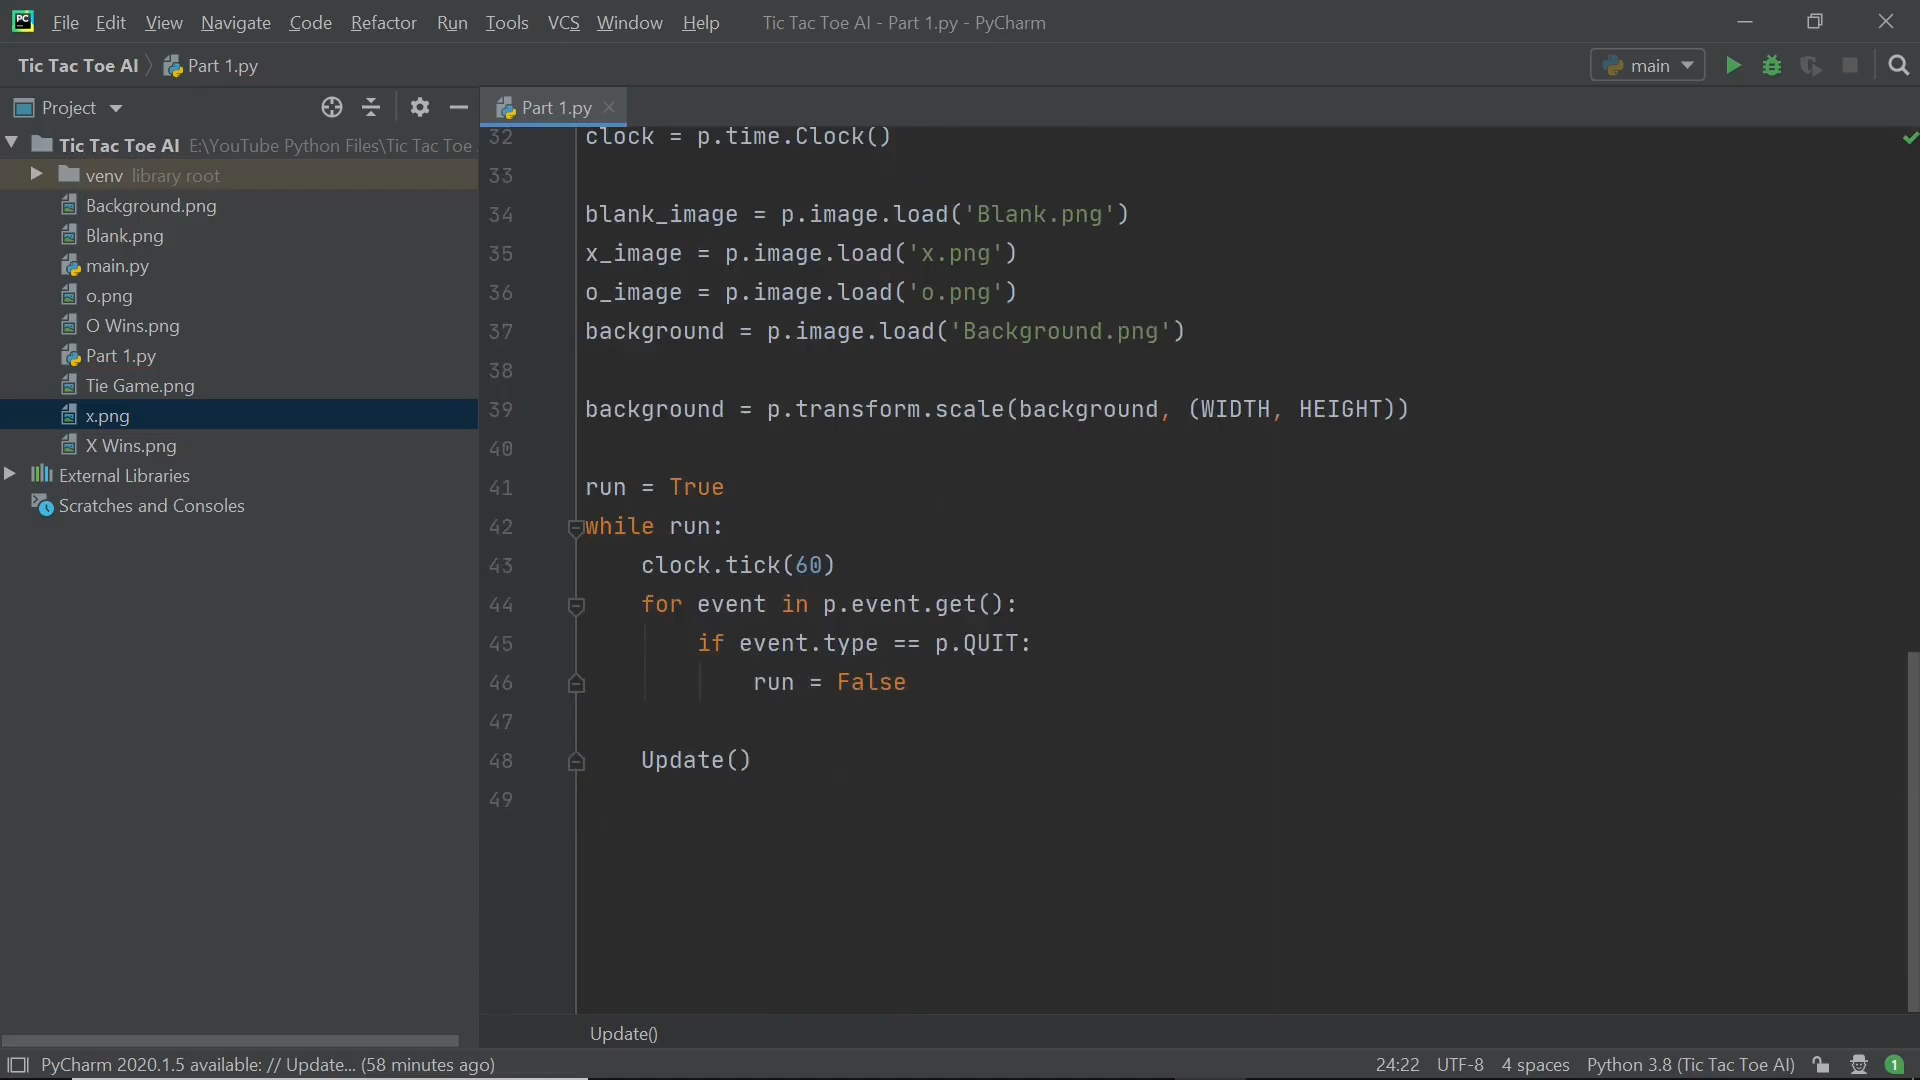 PC File Edit View Navigate Code Refactor Run Tools VCS Window Help Tic Tac Toe AI - Part 1.py - PyCharm
Tic Tac Toe AI Part 1.py main
Project
Part 1.py
Tic Tac Toe AI E:\YouTube Python Files\Tic Tac Toe
venv library root
Background.png
Blank.png
main.py
o.png
O Wins.png
Part 1.py
Tie Game.png
x.png
X Wins.png
External Libraries
Scratches and Consoles
32 clock = p.time.Clock()
33
34 blank_image = p.image.load('Blank.png')
35 x_image = p.image.load('x.png')
36 o_image = p.image.load('o.png')
37 background = p.image.load('Background.png')
38
39 background = p.transform.scale(background, (WIDTH, HEIGHT))
40
41 run = True
42 while run:
43 clock.tick(60)
44 for event in p.event.get():
45 if event.type == p.QUIT:
46 run = False
47
48 Update()
49
Update()
PyCharm 2020.1.5 available: // Update... (58 minutes ago) 24:22 UTF-8 4 spaces Python 3.8 (Tic Tac Toe AI) 1